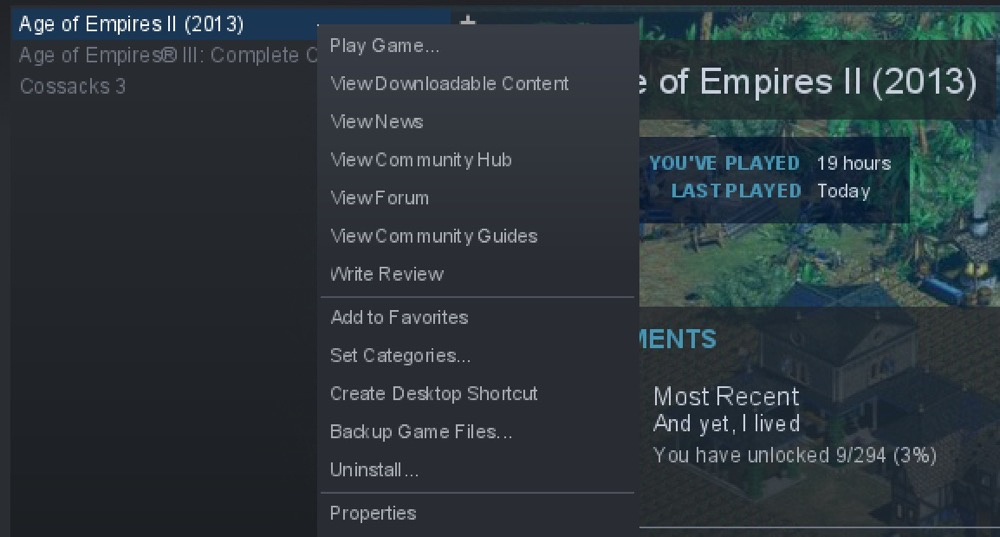 Age of Empires II (2013)
Age of Empires® III: Complete
Cossacks 3
Play Game...
View Downloadable Content
View News
View Community Hub
View Forum
View Community Guides
Write Review
Add to Favorites
Set Categories...
Create Desktop Shortcut
Backup Game Files...
Uninstall...
Properties
of Empires II (2013)
YOU'VE PLAYED 19 hours
LAST PLAYED Today
MENTS
Most Recent
And yet, I lived
You have unlocked 9/294 (3%)